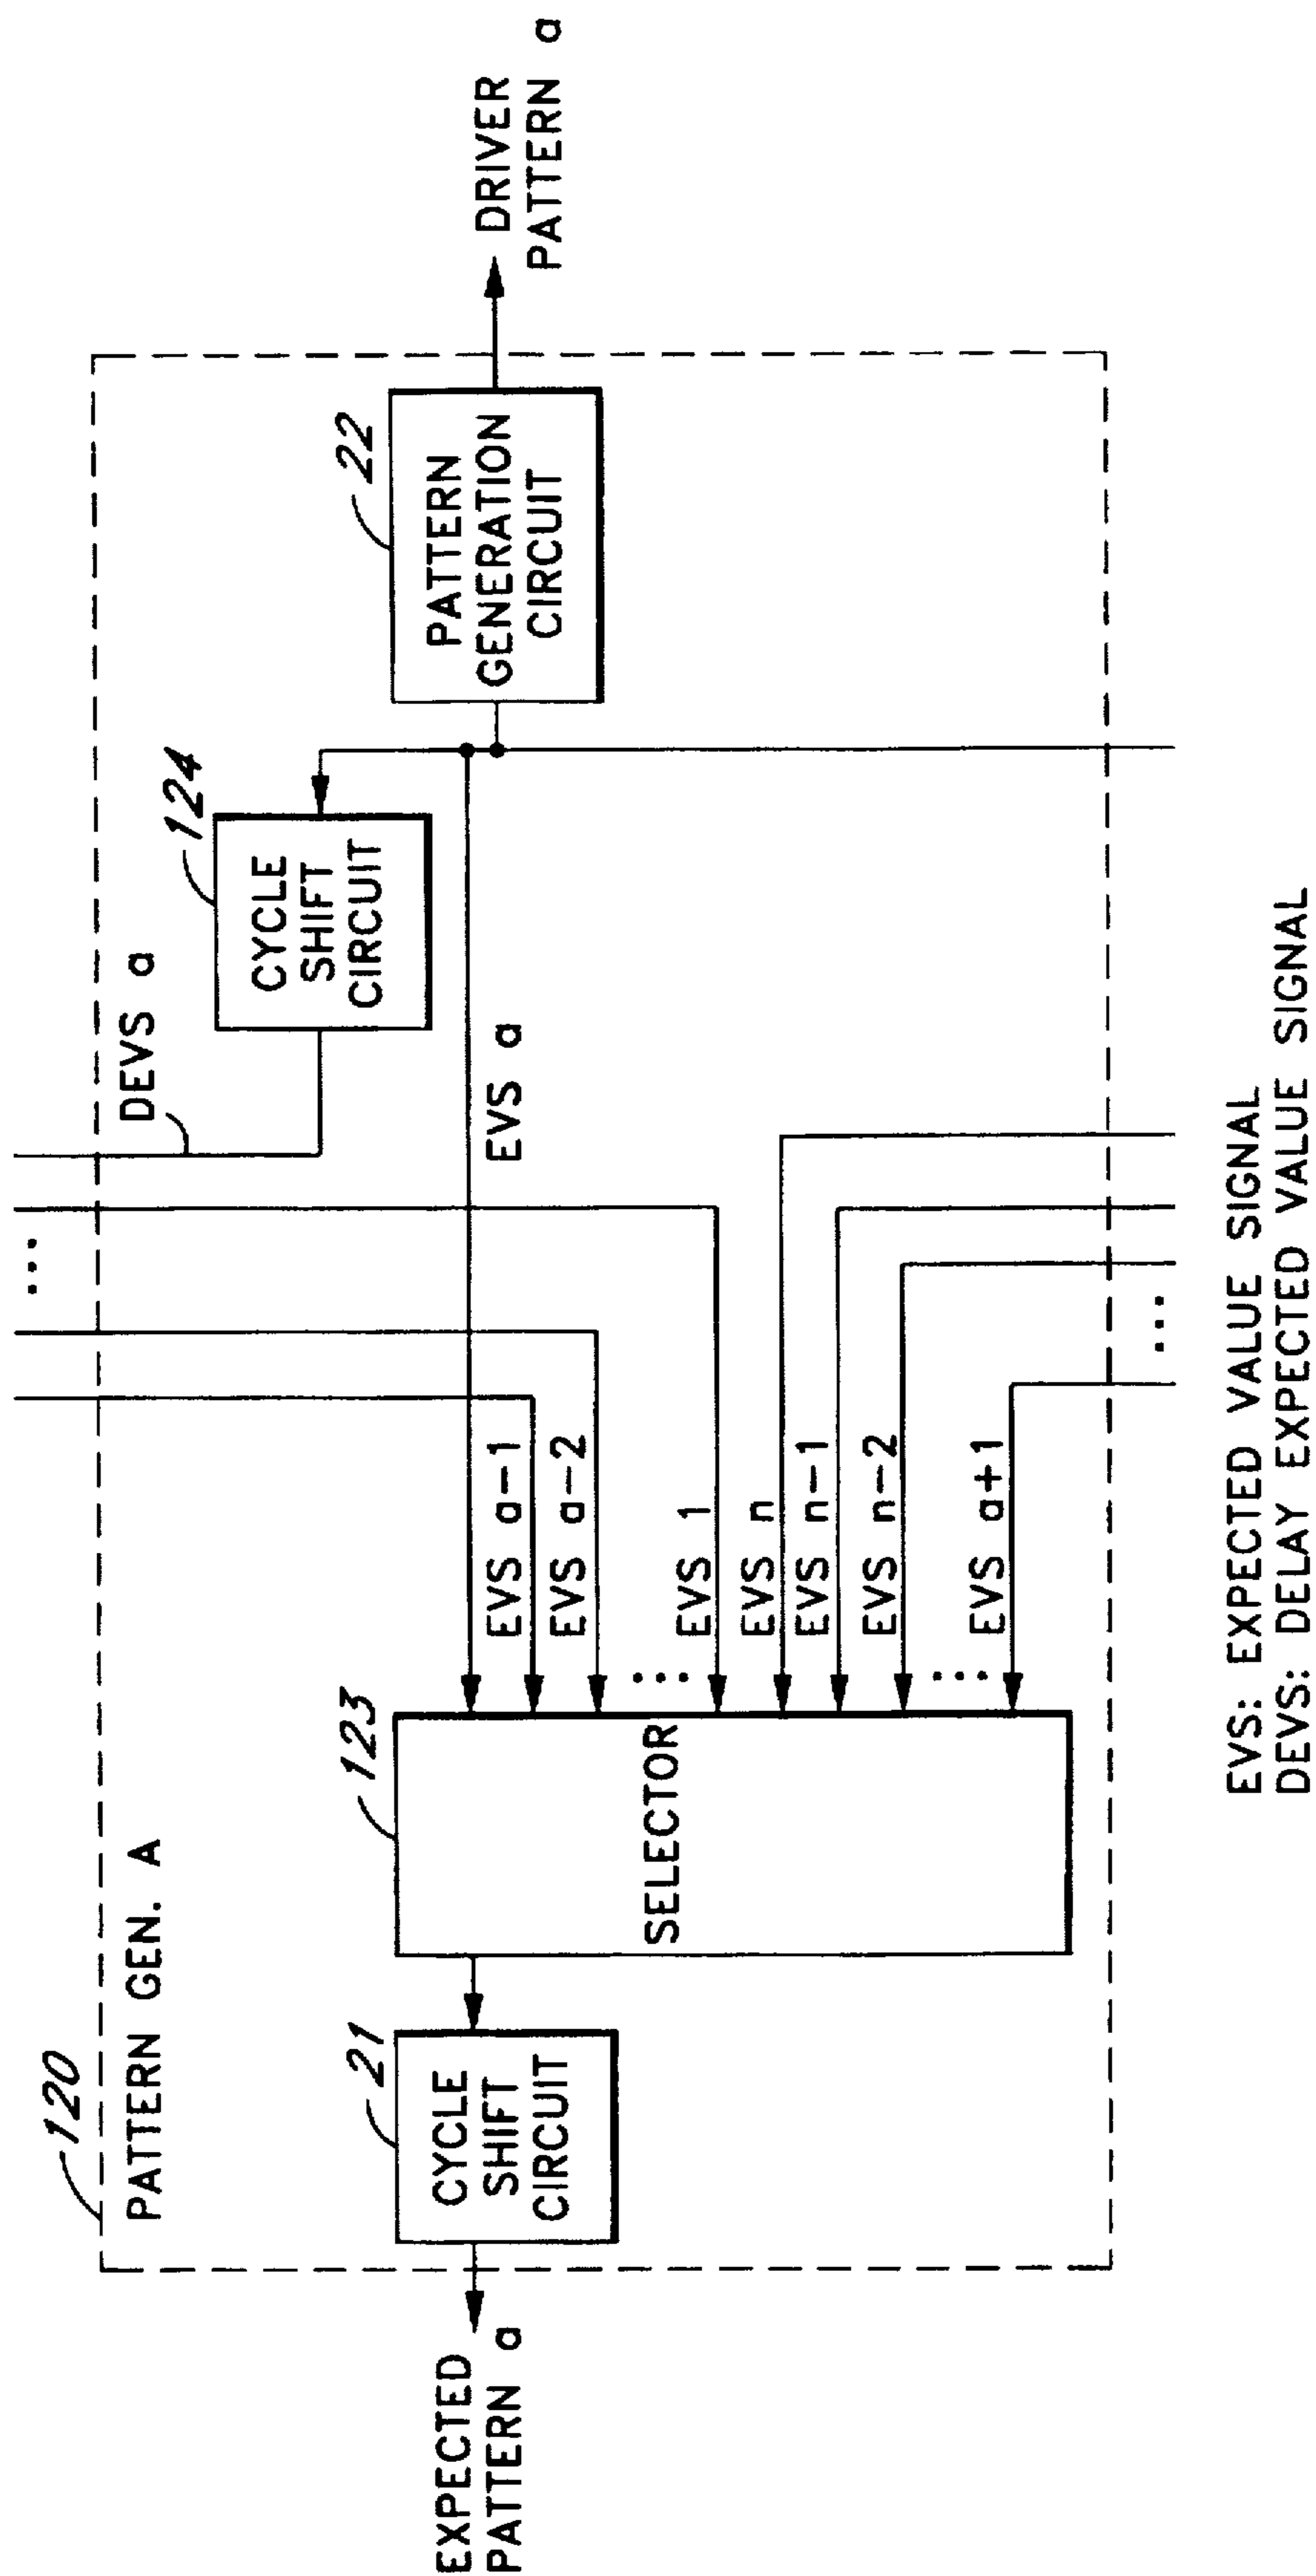 120
PATTERN GEN. A
EXPECTED
PATTERN a
21
CYCLE
SHIFT
CIRCUIT
123
SELECTOR
EVS a-1
EVS a-2
...
EVS 1
EVS n
EVS n-1
EVS n-2
...
EVS a+1
...
...
DEVS a
EVS a
124
CYCLE
SHIFT
CIRCUIT
22
PATTERN
GENERATION
CIRCUIT
DRIVER
PATTERN a
EVS: EXPECTED VALUE SIGNAL
DEVS: DELAY EXPECTED VALUE SIGNAL